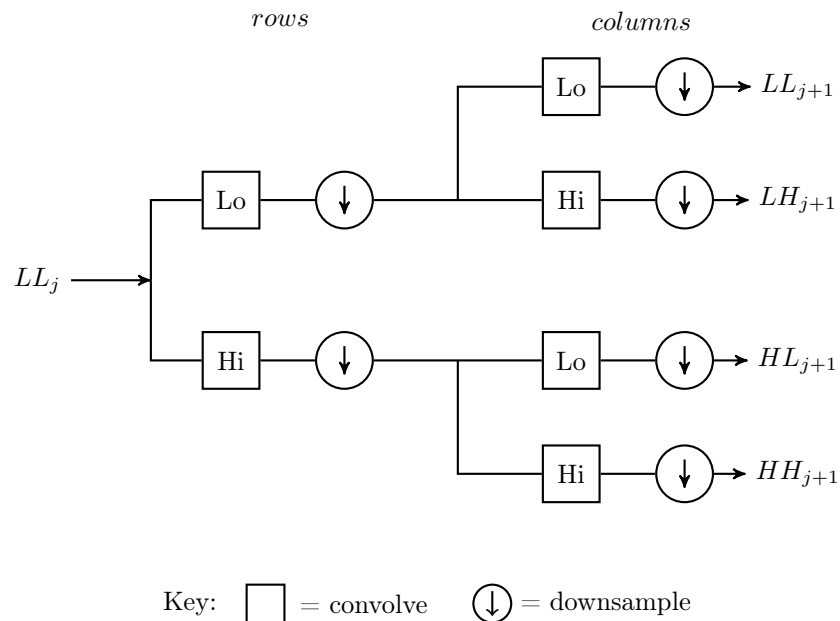 rows columns
Lo ↓ LL_{j+1}
Lo ↓ Hi ↓ LH_{j+1}
LL_j
Hi ↓ Lo ↓ HL_{j+1}
Hi ↓ HH_{j+1}
Key: = convolve ↓ = downsample